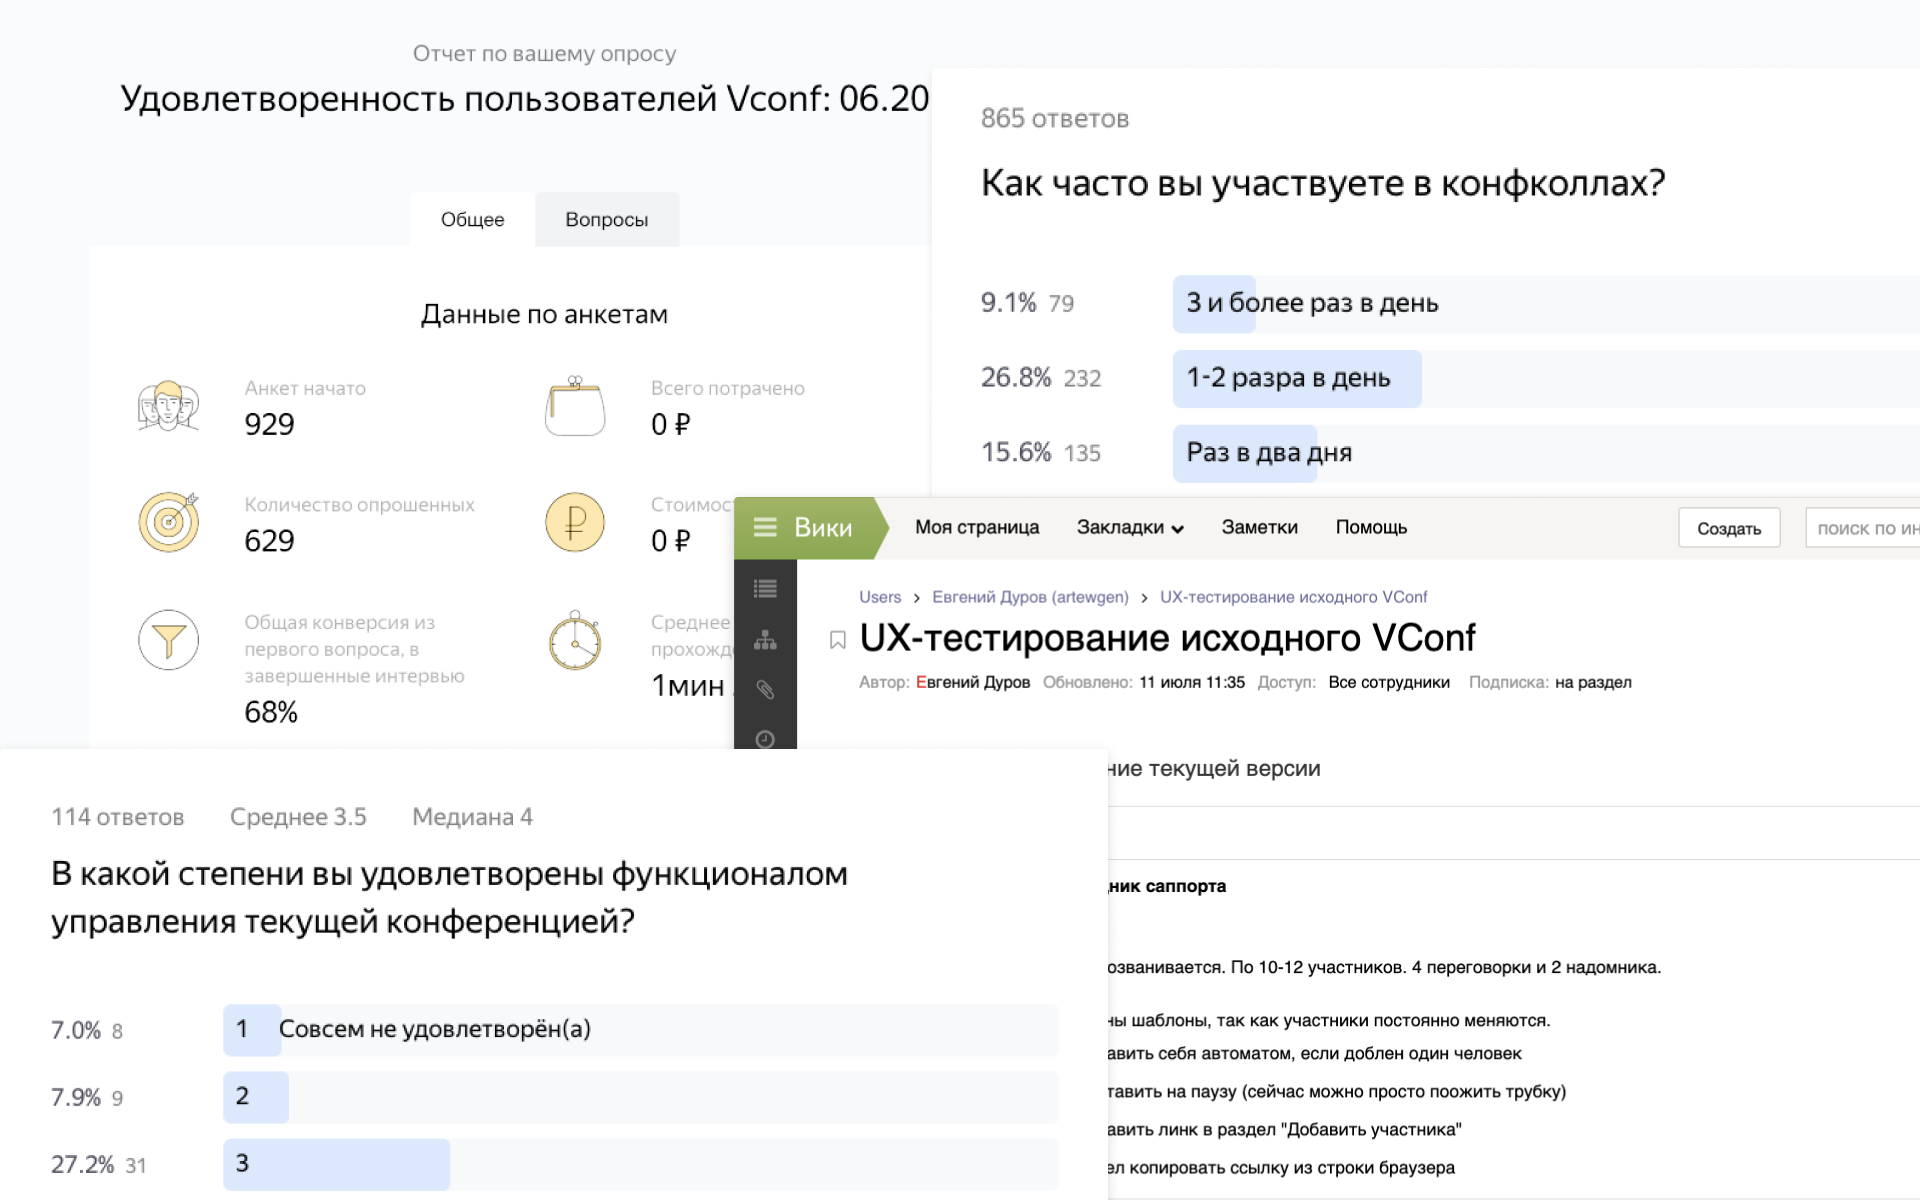 Отчет по вашему опросу
Удовлетворенность пользователей Vconf: 06.20
Общее
Вопросы
Данные по анкетам
Анкет начато
929
Всего потрачено
0 ₽
Количество опрошенных
629
0 ₽
Общая конверсия из
первого вопроса, в
завершенные интервью
68%
Среднее
1мин
865 ответов
Как часто вы участвуете в конфколлах?
9.1% 79 3 и более раз в день
26.8% 232 1-2 разра в день
15.6% 135 Раз в два дня
Вики
Моя страница
Закладки
Заметки
Помощь
Создать
поиск по ин
Users > Евгений Дуров (artewgen) > UX-тестирование исходного VConf
UX-тестирование исходного VConf
Автор: Евгений Дуров Обновлено: 11 июля 11:35 Доступ: Все сотрудники Подписка: на раздел
ние текущей версии
ник саппорта
озванивается. По 10-12 участников. 4 переговорки и 2 надомника.
ны шаблоны, так как участники постоянно меняются.
авить себя автоматом, если доблен один человек
тавить на паузу (сейчас можно просто поожить трубку)
авить линк в раздел "Добавить участника"
ел копировать ссылку из строки браузера
114 ответов Среднее 3.5 Медиана 4
В какой степени вы удовлетворены функционалом
управления текущей конференцией?
7.0% 8 1 Совсем не удовлетворён(а)
7.9% 9 2
27.2% 31 3